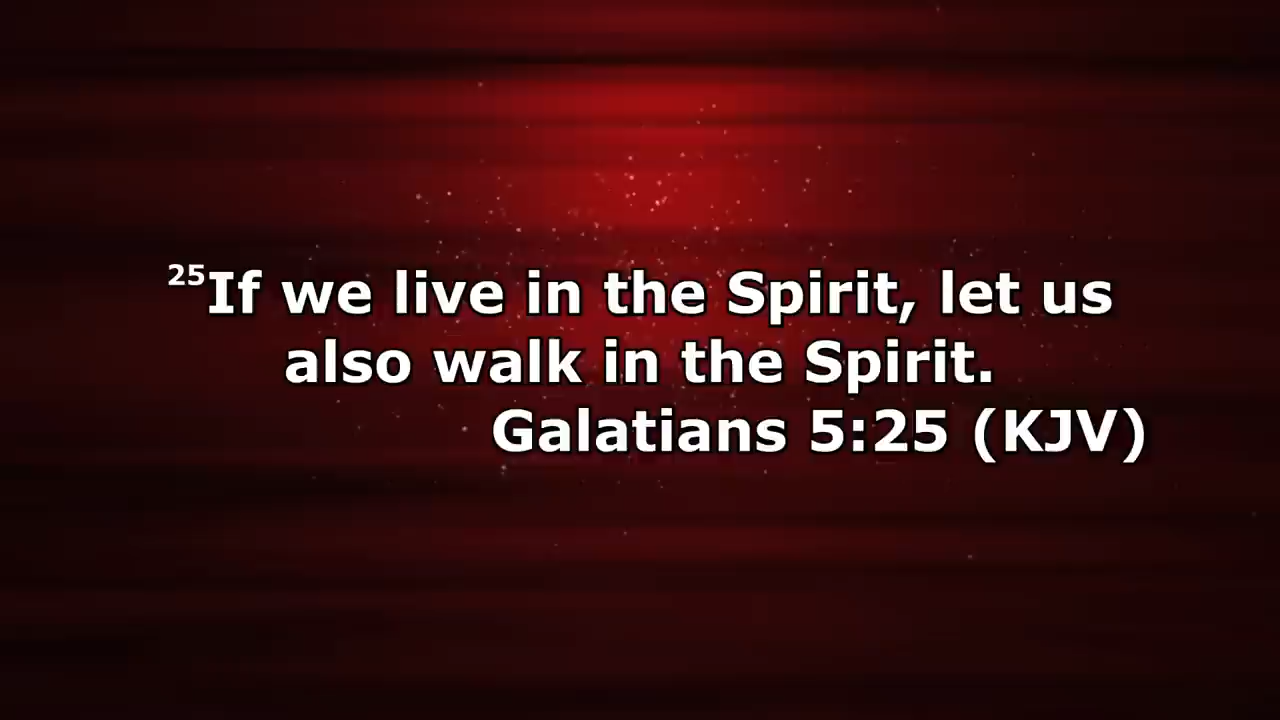 25If we live in the Spirit, let us
also walk in the Spirit.
Galatians 5:25 (KJV)